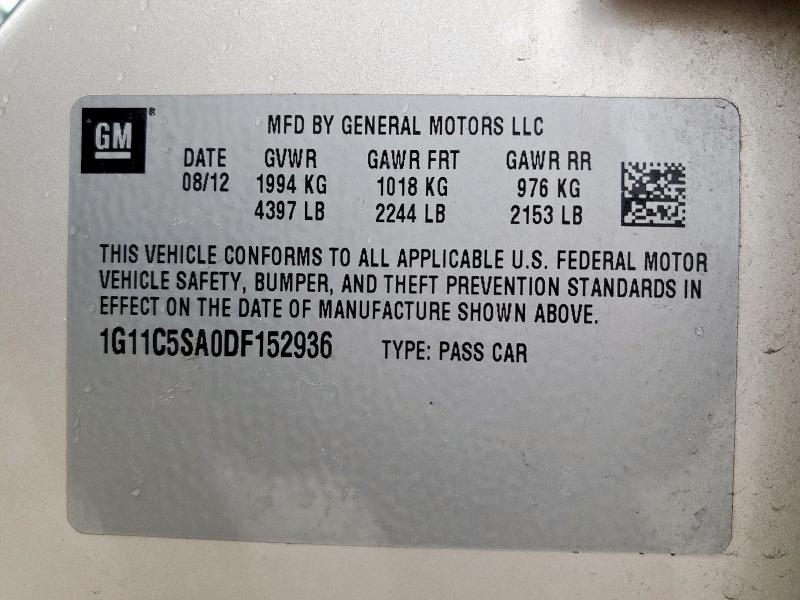 GM ®
MFD BY GENERAL MOTORS LLC
DATE GVWR GAWR FRT GAWR RR
08/12 1994 KG 1018 KG 976 KG
4397 LB 2244 LB 2153 LB
THIS VEHICLE CONFORMS TO ALL APPLICABLE U.S. FEDERAL MOTOR
VEHICLE SAFETY, BUMPER, AND THEFT PREVENTION STANDARDS IN
EFFECT ON THE DATE OF MANUFACTURE SHOWN ABOVE.
1G11C5SA0DF152936 TYPE: PASS CAR